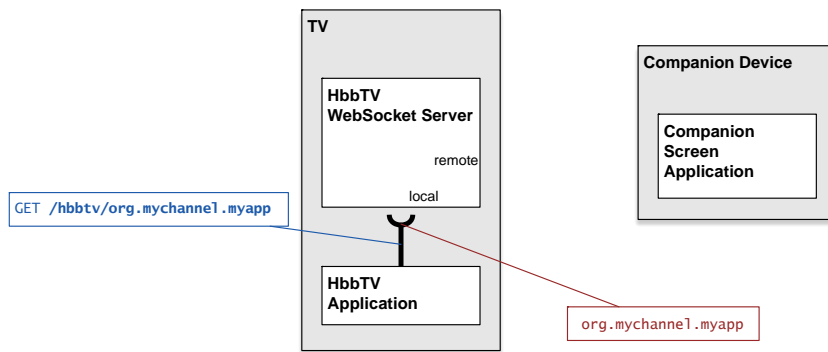 TV
HbbTV
WebSocket Server
remote
local
HbbTV
Application
GET /hbbtv/org.mychannel.myapp
org.mychannel.myapp
Companion Device
Companion
Screen
Application